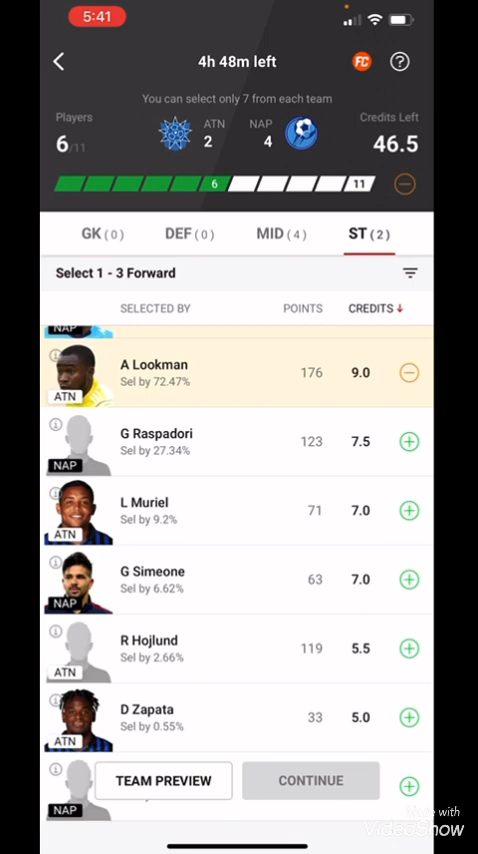 5:41
4h 48m left
FC
?
You can select only 7 from each team
Players
6/11
ATN
2
NAP
4
Credits Left
46.5
6
11
GK (0)
DEF (0)
MID (4)
ST (2)
Select 1 - 3 Forward
SELECTED BY
POINTS
CREDITS
NAP
A Lookman
Sel by 72.47%
176
9.0
ATN
G Raspadori
Sel by 27.34%
123
7.5
NAP
L Muriel
Sel by 9.2%
71
7.0
ATN
G Simeone
Sel by 6.62%
63
7.0
NAP
R Hojlund
Sel by 2.66%
119
5.5
ATN
D Zapata
Sel by 0.55%
33
5.0
ATN
TEAM PREVIEW
CONTINUE
NAP
Made with
VideoShow